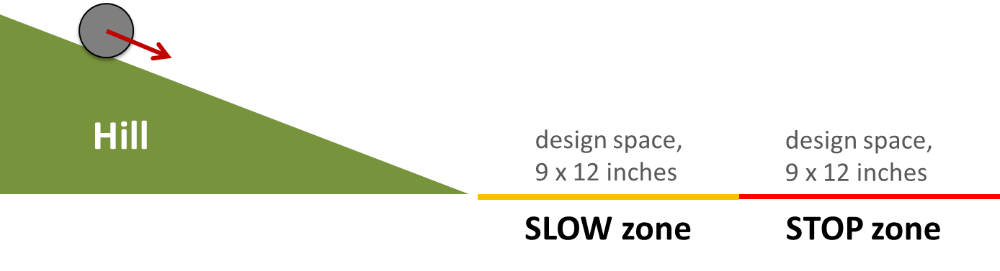 Hill
design space,
9 x 12 inches
design space,
9 x 12 inches
SLOW zone
STOP zone